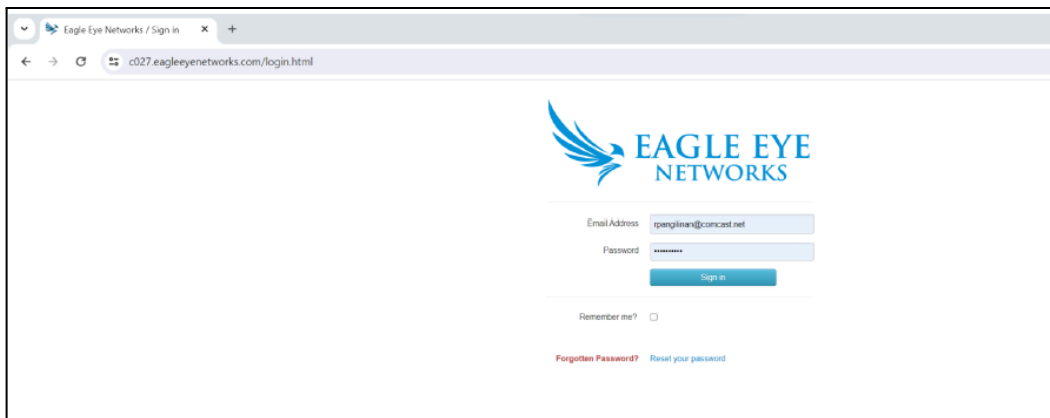 Eagle Eye Networks / Sign in
c027.eagleeyenetworks.com/login.html
EAGLE EYE
NETWORKS
Email Address rpangilinan@comcast.net
Password ••••••••••
Sign in
Remember me?
Forgotten Password? Reset your password